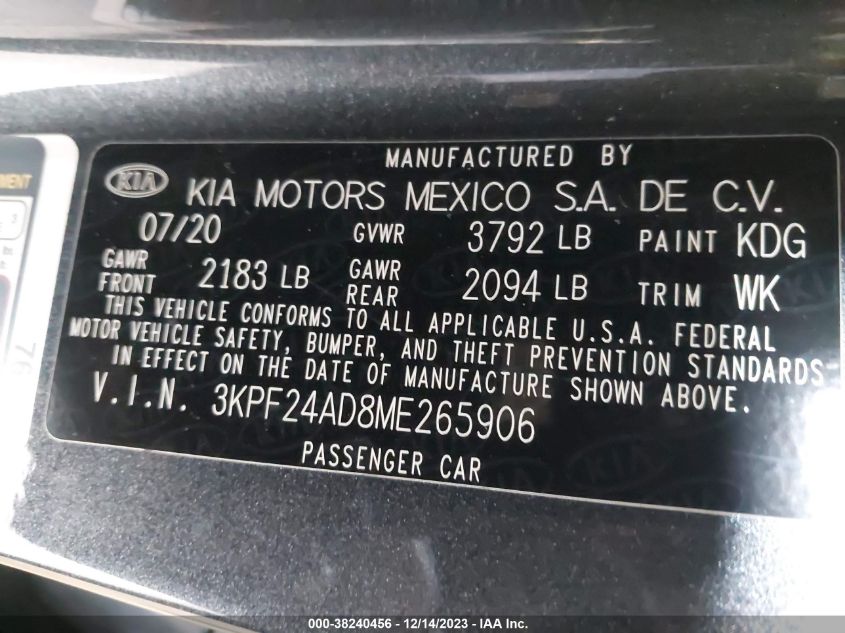 MANUFACTURED BY
KIA KIA MOTORS MEXICO S.A. DE C.V.
07/20 GVWR 3792 LB PAINT KDG
GAWR FRONT 2183 LB GAWR REAR 2094 LB TRIM WK
THIS VEHICLE CONFORMS TO ALL APPLICABLE U.S.A. FEDERAL
MOTOR VEHICLE SAFETY, BUMPER, AND THEFT PREVENTION STANDARDS
IN EFFECT ON THE DATE OF MANUFACTURE SHOWN ABOVE.
V.I.N. 3KPF24AD8ME265906
PASSENGER CAR
000-38240456 - 12/14/2023 - IAA Inc.